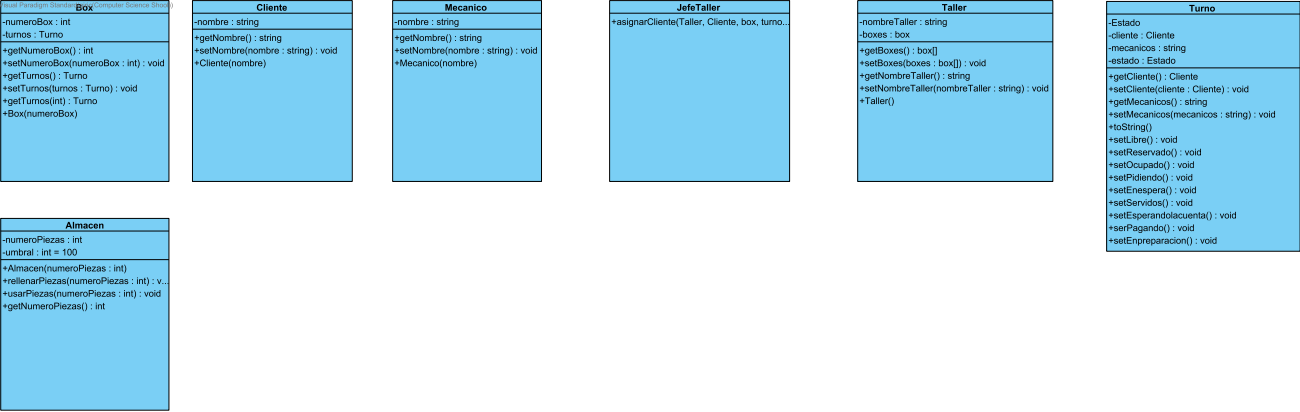 Visual Paradigm Standard (Computer Science School)
Box
-numeroBox : int
-turnos : Turno
+getNumeroBox() : int
+setNumeroBox(numeroBox : int) : void
+getTurnos() : Turno
+setTurnos(turnos : Turno) : void
+getTurnos(int) : Turno
+Box(numeroBox)
Cliente
-nombre : string
+getNombre() : string
+setNombre(nombre : string) : void
+Cliente(nombre)
Mecanico
-nombre : string
+getNombre() : string
+setNombre(nombre : string) : void
+Mecanico(nombre)
JefeTaller
+asignarCliente(Taller, Cliente, box, turno...
Taller
-nombreTaller : string
-boxes : box
+getBoxes() : box[]
+setBoxes(boxes : box[]) : void
+getNombreTaller() : string
+setNombreTaller(nombreTaller : string) : void
+Taller()
Turno
-Estado
-cliente : Cliente
-mecanicos : string
-estado : Estado
+getCliente() : Cliente
+setCliente(cliente : Cliente) : void
+getMecanicos() : string
+setMecanicos(mecanicos : string) : void
+toString()
+setLibre() : void
+setReservado() : void
+setOcupado() : void
+setPidiendo() : void
+setEnespera() : void
+setServidos() : void
+setEsperandolacuenta() : void
+serPagando() : void
+setEnpreparacion() : void
Almacen
-numeroPiezas : int
-umbral : int = 100
+Almacen(numeroPiezas : int)
+rellenarPiezas(numeroPiezas : int) : v...
+usarPiezas(numeroPiezas : int) : void
+getNumeroPiezas() : int